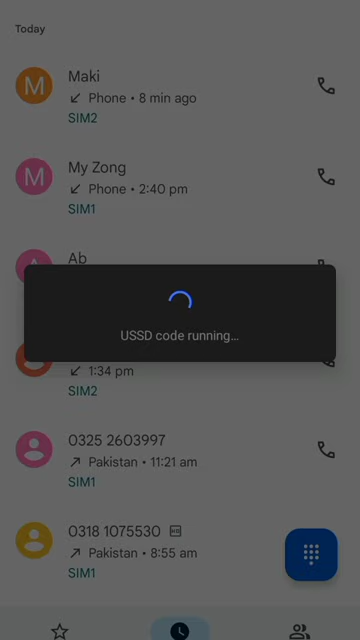 Today
M
Maki
Phone • 8 min ago
SIM2
M
My Zong
Phone • 2:40 pm
SIM1
Ab
USSD code running...
1:34 pm
SIM2
0325 2603997
Pakistan • 11:21 am
SIM1
0318 1075530
Pakistan • 8:55 am
SIM1